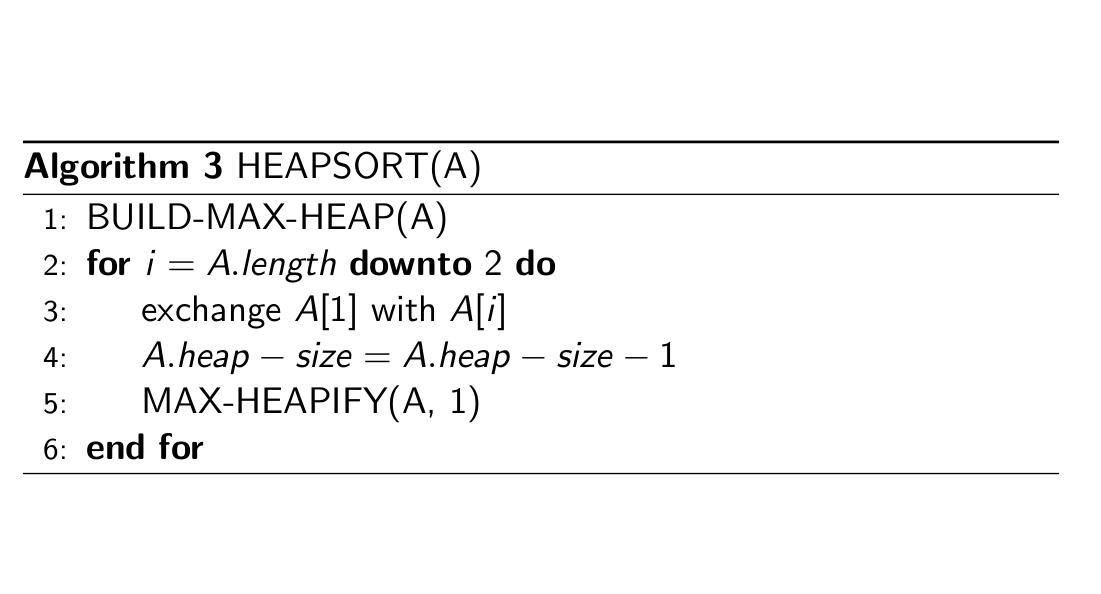 Algorithm 3 HEAPSORT(A)
1: BUILD-MAX-HEAP(A)
2: for i = A.length downto 2 do
3: exchange A[1] with A[i]
4: A.heap − size = A.heap − size − 1
5: MAX-HEAPIFY(A, 1)
6: end for